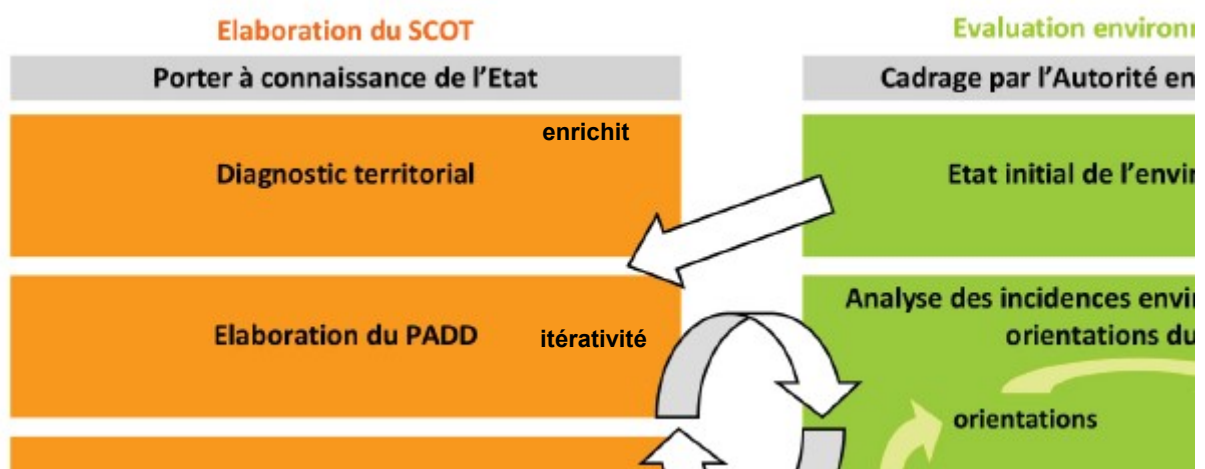 Elaboration du SCOT
Evaluation environ
Porter à connaissance de l'Etat
Cadrage par l'Autorité en
enrichit
Diagnostic territorial
Etat initial de l'envir
Analyse des incidences envi
orientations du
Elaboration du PADD
itérativité
orientations